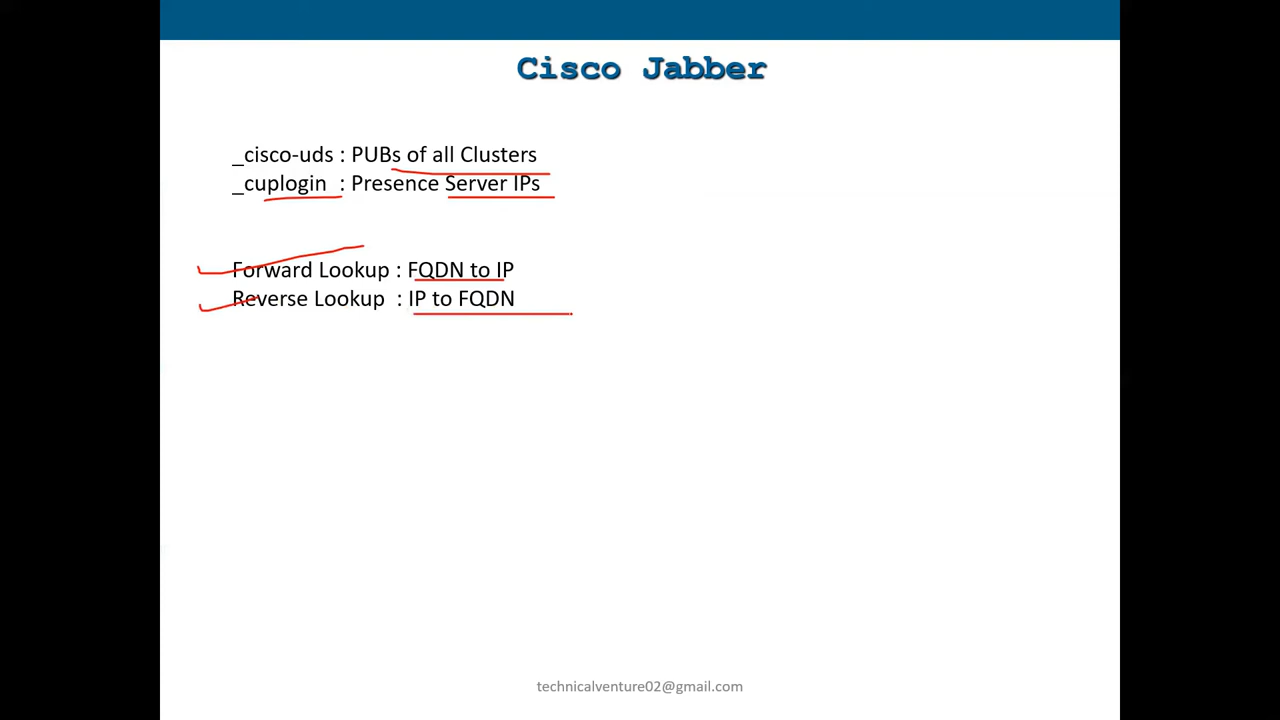 Cisco Jabber
_cisco-uds : PUBs of all Clusters
_cuplogin : Presence Server IPs
Forward Lookup : FQDN to IP
Reverse Lookup : IP to FQDN
technicalventure02@gmail.com